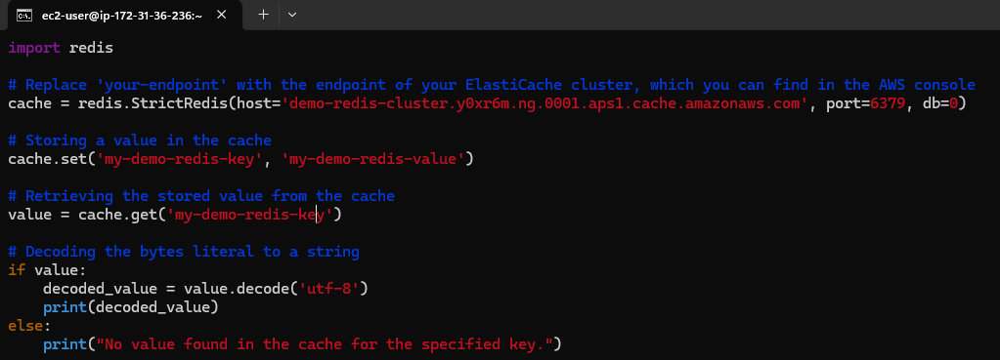 ec2-user@ip-172-31-36-236:~
import redis
# Replace 'your-endpoint' with the endpoint of your ElastiCache cluster, which you can find in the AWS console
cache = redis.StrictRedis(host='demo-redis-cluster.y0xr6m.ng.0001.aps1.cache.amazonaws.com', port=6379, db=0)
# Storing a value in the cache
cache.set('my-demo-redis-key', 'my-demo-redis-value')
# Retrieving the stored value from the cache
value = cache.get('my-demo-redis-key')
# Decoding the bytes literal to a string
if value:
    decoded_value = value.decode('utf-8')
    print(decoded_value)
else:
    print("No value found in the cache for the specified key.")